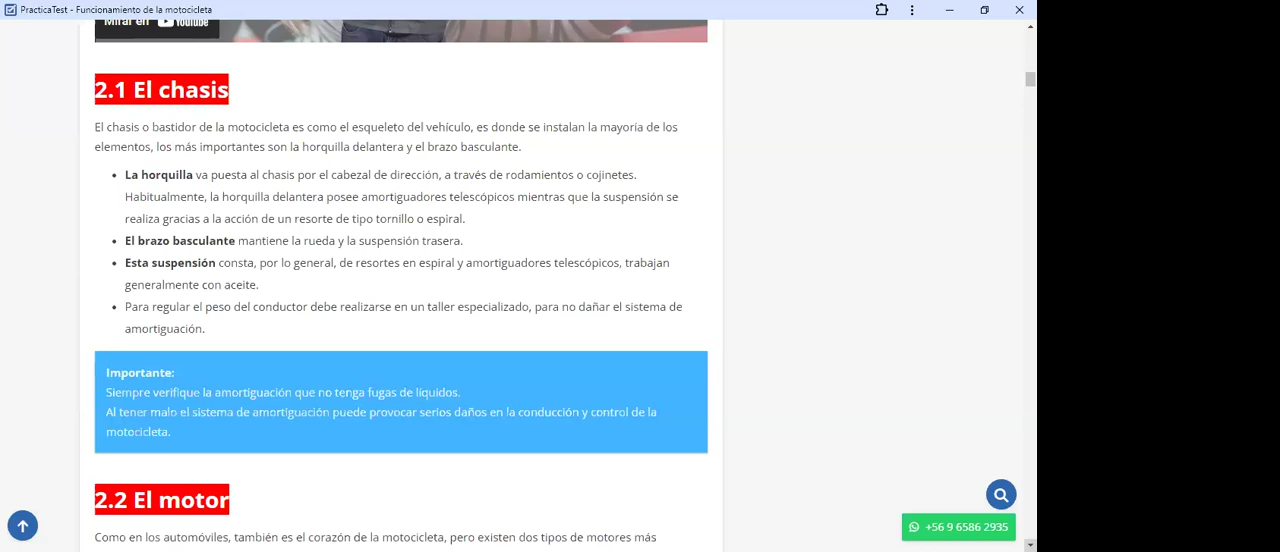 PracticaTest - Funcionamiento de la motocicleta
Mirar en YouTube
2.1 El chasis
El chasis o bastidor de la motocicleta es como el esqueleto del vehículo, es donde se instalan la mayoría de los
elementos, los más importantes son la horquilla delantera y el brazo basculante.
• La horquilla va puesta al chasis por el cabezal de dirección, a través de rodamientos o cojinetes.
Habitualmente, la horquilla delantera posee amortiguadores telescópicos mientras que la suspensión se
realiza gracias a la acción de un resorte de tipo tornillo o espiral.
• El brazo basculante mantiene la rueda y la suspensión trasera.
• Esta suspensión consta, por lo general, de resortes en espiral y amortiguadores telescópicos, trabajan
generalmente con aceite.
• Para regular el peso del conductor debe realizarse en un taller especializado, para no dañar el sistema de
amortiguación.
Importante:
Siempre verifique la amortiguación que no tenga fugas de líquidos.
Al tener malo el sistema de amortiguación puede provocar serios daños en la conducción y control de la
motocicleta.
2.2 El motor
+56 9 6586 2935
Como en los automóviles, también es el corazón de la motocicleta, pero existen dos tipos de motores más